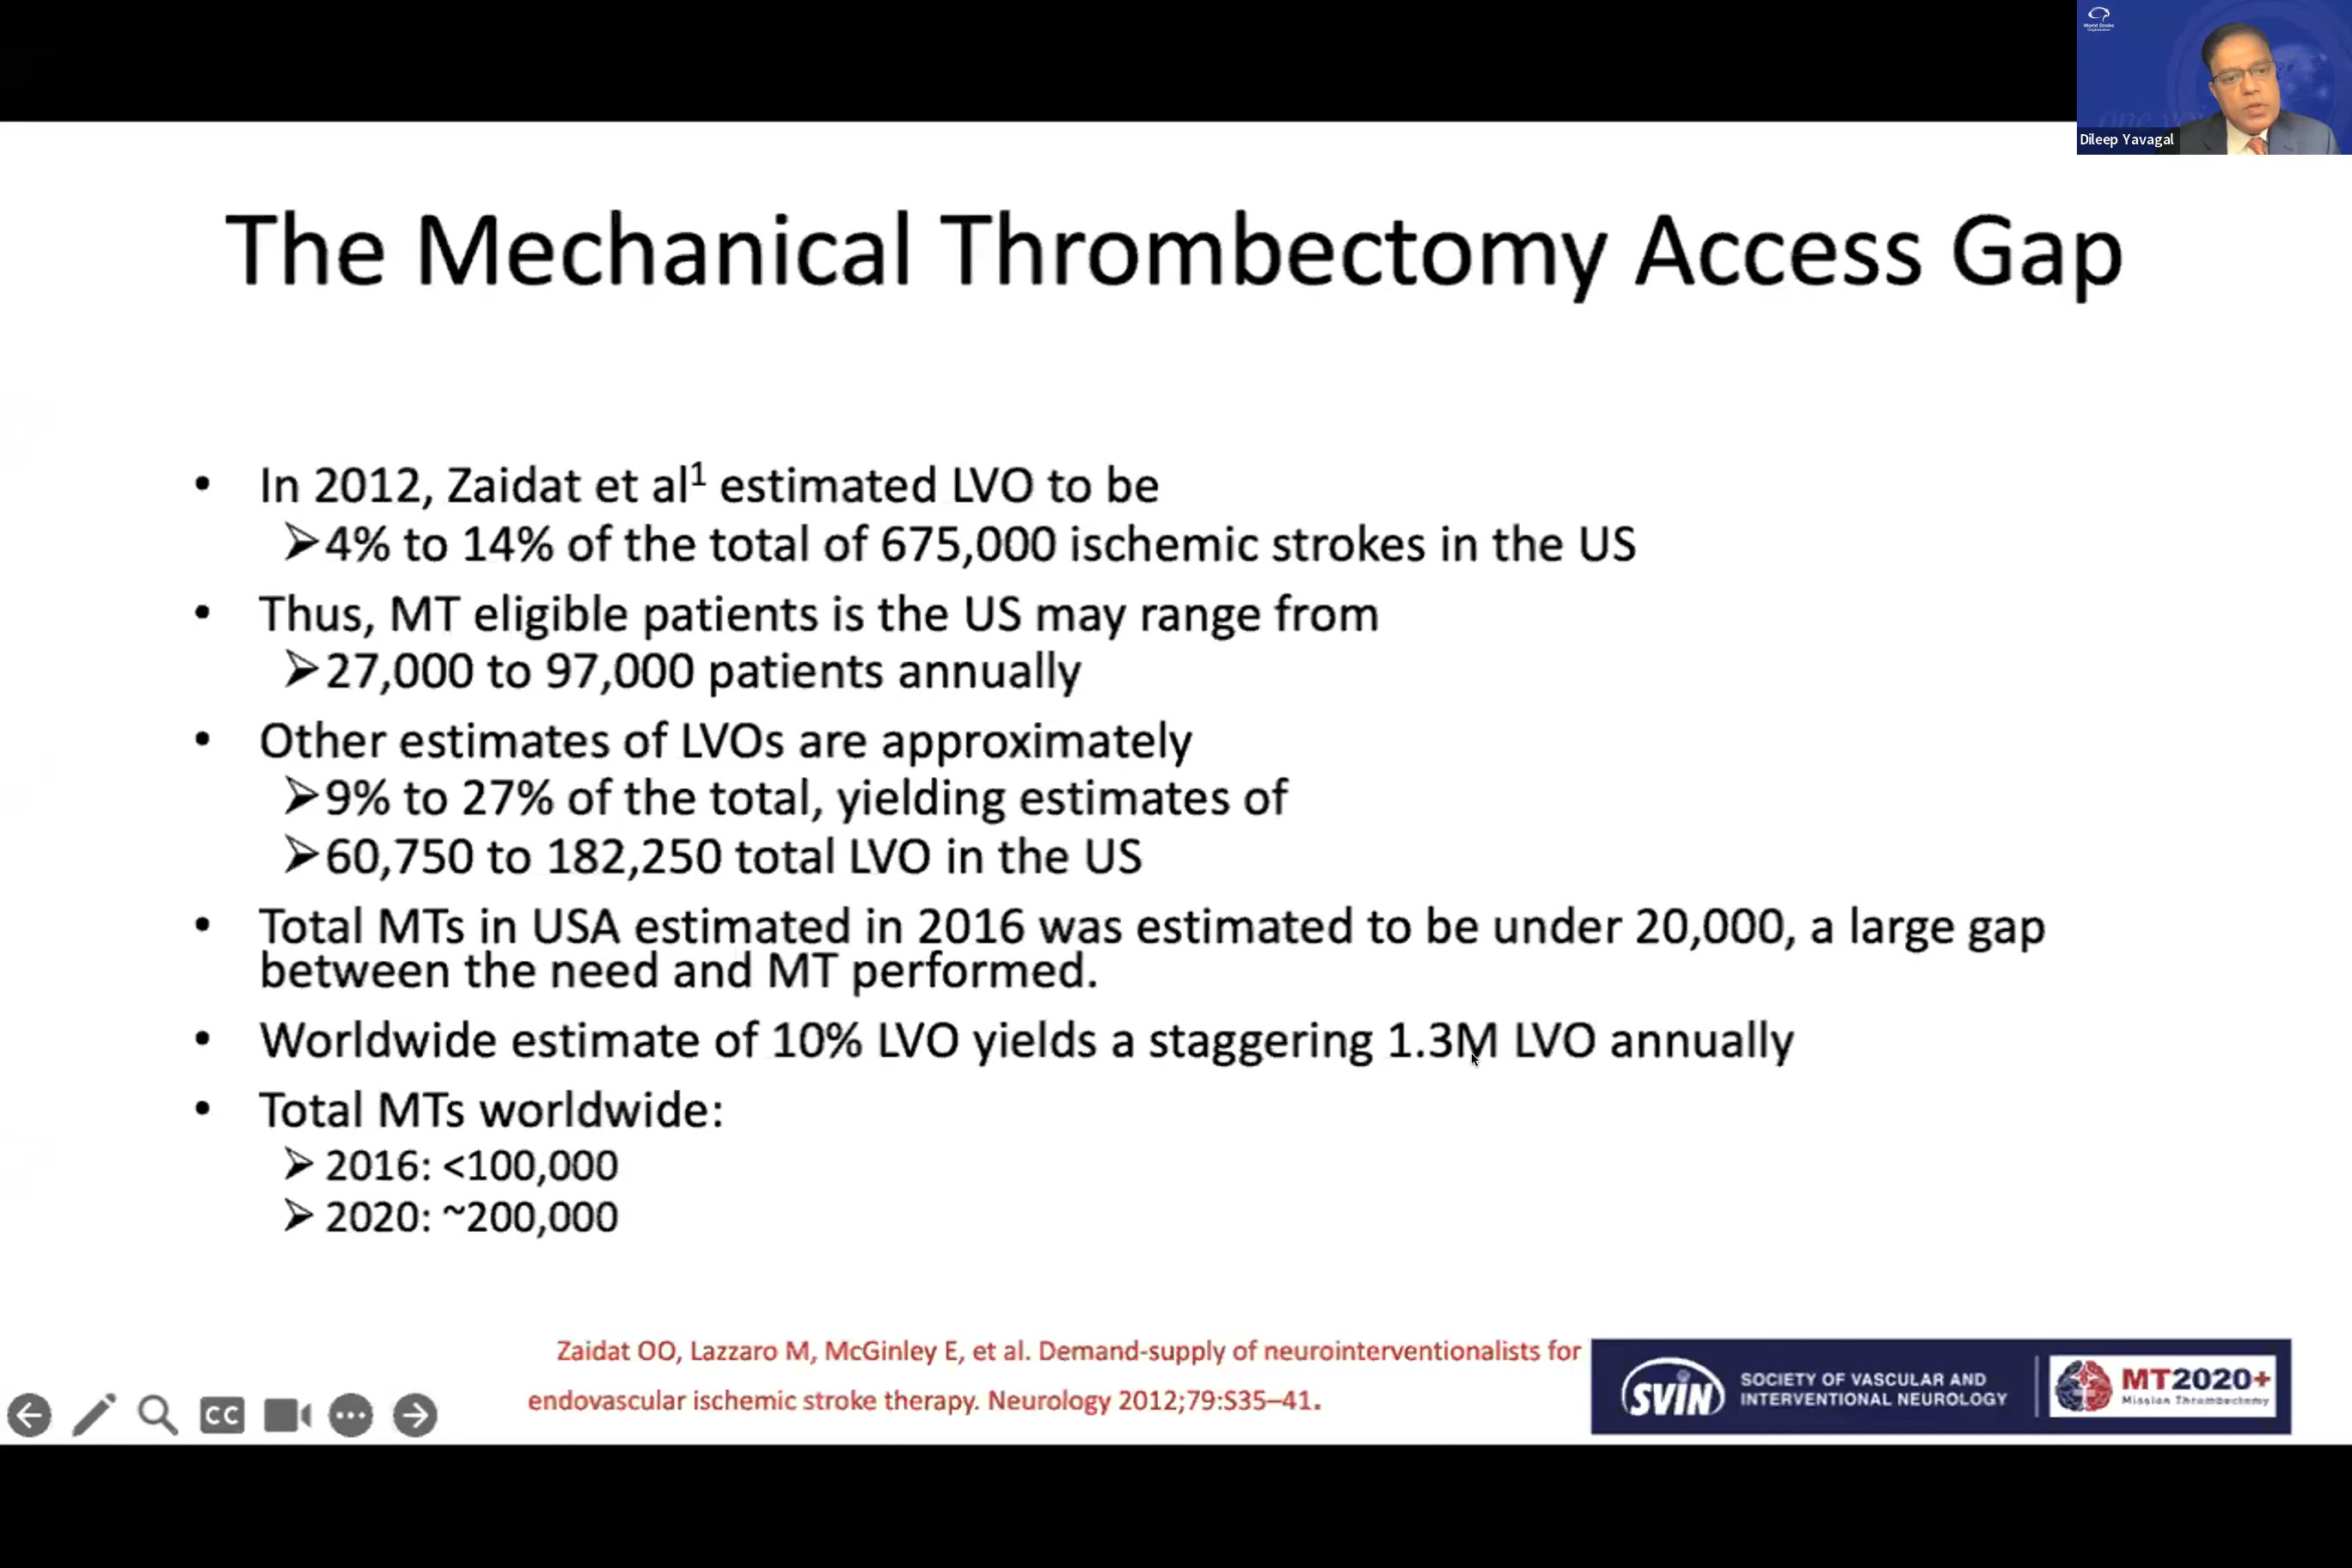 World Stroke
Organization
Dileep Yavagal
The Mechanical Thrombectomy Access Gap
• In 2012, Zaidat et al¹ estimated LVO to be
➢4% to 14% of the total of 675,000 ischemic strokes in the US
• Thus, MT eligible patients is the US may range from
➢27,000 to 97,000 patients annually
• Other estimates of LVOs are approximately
➢9% to 27% of the total, yielding estimates of
➢60,750 to 182,250 total LVO in the US
• Total MTs in USA estimated in 2016 was estimated to be under 20,000, a large gap
between the need and MT performed.
• Worldwide estimate of 10% LVO yields a staggering 1.3M LVO annually
• Total MTs worldwide:
➢ 2016: <100,000
➢ 2020: ~200,000
Zaidat OO, Lazzaro M, McGinley E, et al. Demand-supply of neurointerventionalists for
endovascular ischemic stroke therapy. Neurology 2012;79:S35–41.
CC
SVIN
SOCIETY OF VASCULAR AND
INTERVENTIONAL NEUROLOGY
MT2020+
Mission Thrombectomy